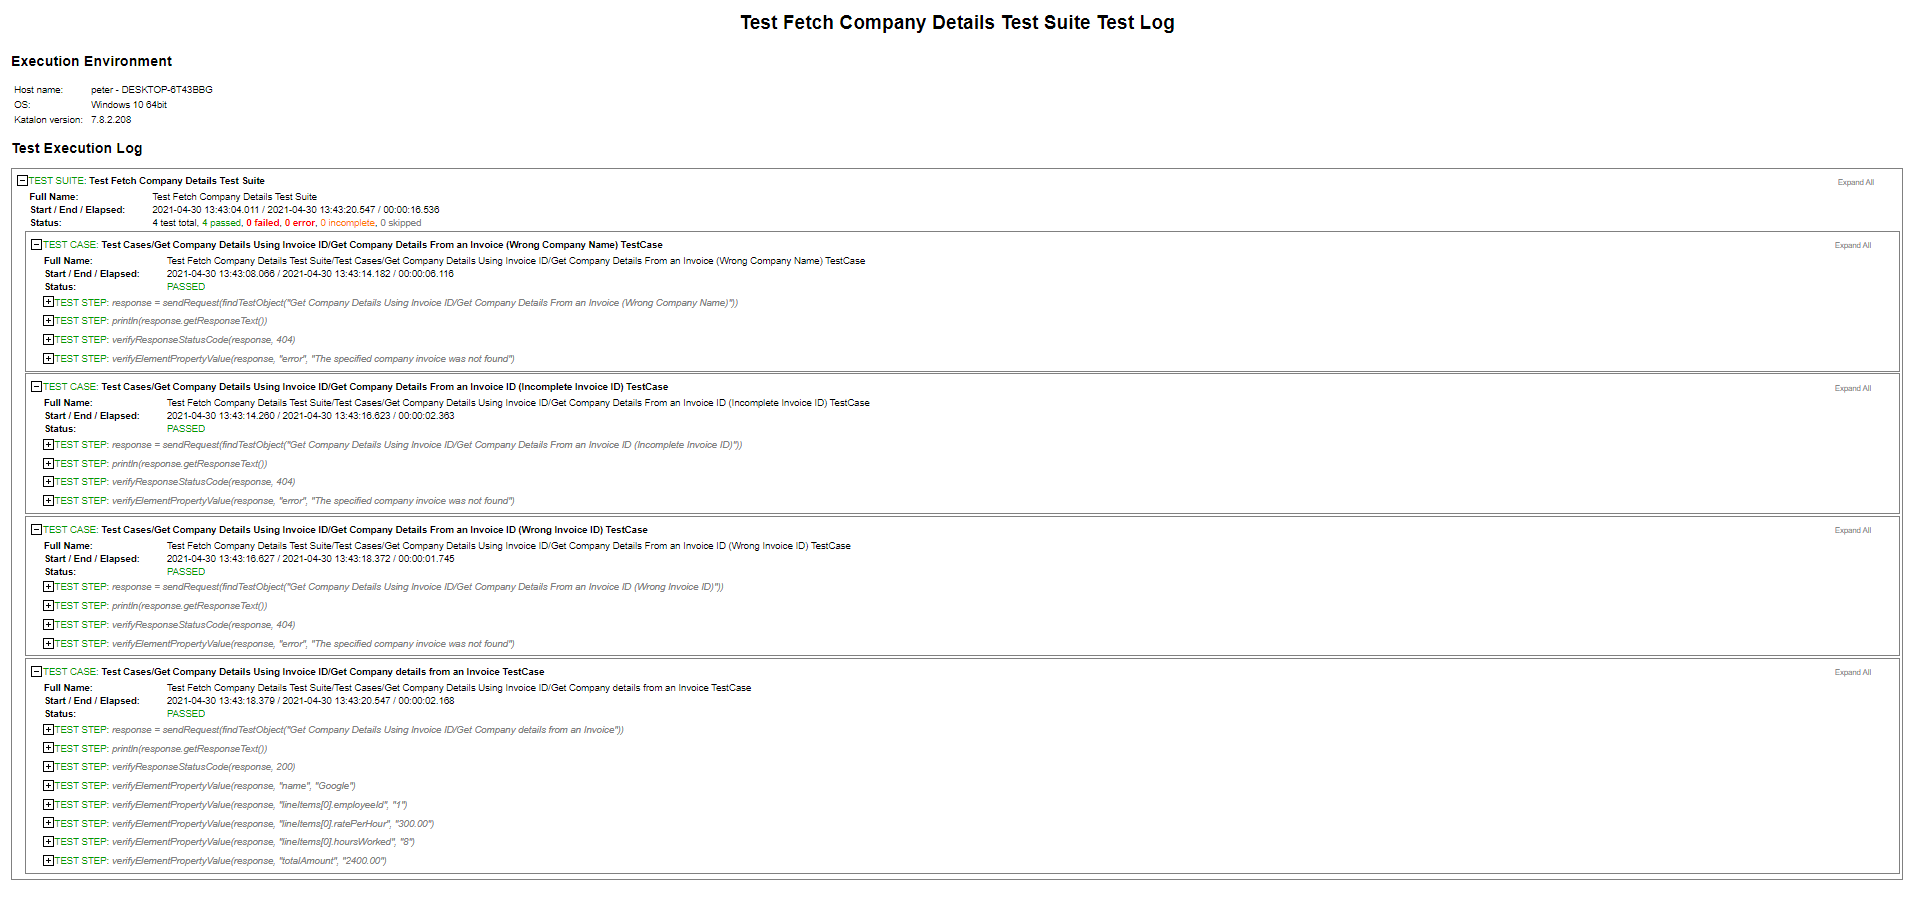 Test Fetch Company Details Test Suite Test Log
Execution Environment
Host name: peter - DESKTOP-6T43BBG
OS: Windows 10 64bit
Katalon version: 7.8.2.208
Test Execution Log
TEST SUITE: Test Fetch Company Details Test Suite Expand All
Full Name: Test Fetch Company Details Test Suite
Start / End / Elapsed: 2021-04-30 13:43:04.011 / 2021-04-30 13:43:20.547 / 00:00:16.536
Status: 4 test total, 4 passed, 0 failed, 0 error, 0 incomplete, 0 skipped
TEST CASE: Test Cases/Get Company Details Using Invoice ID/Get Company Details From an Invoice (Wrong Company Name) TestCase Expand All
Full Name: Test Fetch Company Details Test Suite/Test Cases/Get Company Details Using Invoice ID/Get Company Details From an Invoice (Wrong Company Name) TestCase
Start / End / Elapsed: 2021-04-30 13:43:08.066 / 2021-04-30 13:43:14.182 / 00:00:06.116
Status: PASSED
TEST STEP: response = sendRequest(findTestObject("Get Company Details Using Invoice ID/Get Company Details From an Invoice (Wrong Company Name)"))
TEST STEP: println(response.getResponseText())
TEST STEP: verifyResponseStatusCode(response, 404)
TEST STEP: verifyElementPropertyValue(response, "error", "The specified company invoice was not found")
TEST CASE: Test Cases/Get Company Details Using Invoice ID/Get Company Details From an Invoice ID (Incomplete Invoice ID) TestCase Expand All
Full Name: Test Fetch Company Details Test Suite/Test Cases/Get Company Details Using Invoice ID/Get Company Details From an Invoice ID (Incomplete Invoice ID) TestCase
Start / End / Elapsed: 2021-04-30 13:43:14.260 / 2021-04-30 13:43:16.623 / 00:00:02.363
Status: PASSED
TEST STEP: response = sendRequest(findTestObject("Get Company Details Using Invoice ID/Get Company Details From an Invoice ID (Incomplete Invoice ID)"))
TEST STEP: println(response.getResponseText())
TEST STEP: verifyResponseStatusCode(response, 404)
TEST STEP: verifyElementPropertyValue(response, "error", "The specified company invoice was not found")
TEST CASE: Test Cases/Get Company Details Using Invoice ID/Get Company Details From an Invoice ID (Wrong Invoice ID) TestCase Expand All
Full Name: Test Fetch Company Details Test Suite/Test Cases/Get Company Details Using Invoice ID/Get Company Details From an Invoice ID (Wrong Invoice ID) TestCase
Start / End / Elapsed: 2021-04-30 13:43:16.627 / 2021-04-30 13:43:18.372 / 00:00:01.745
Status: PASSED
TEST STEP: response = sendRequest(findTestObject("Get Company Details Using Invoice ID/Get Company Details From an Invoice ID (Wrong Invoice ID)"))
TEST STEP: println(response.getResponseText())
TEST STEP: verifyResponseStatusCode(response, 404)
TEST STEP: verifyElementPropertyValue(response, "error", "The specified company invoice was not found")
TEST CASE: Test Cases/Get Company Details Using Invoice ID/Get Company details from an Invoice TestCase Expand All
Full Name: Test Fetch Company Details Test Suite/Test Cases/Get Company Details Using Invoice ID/Get Company details from an Invoice TestCase
Start / End / Elapsed: 2021-04-30 13:43:18.379 / 2021-04-30 13:43:20.547 / 00:00:02.168
Status: PASSED
TEST STEP: response = sendRequest(findTestObject("Get Company Details Using Invoice ID/Get Company details from an Invoice"))
TEST STEP: println(response.getResponseText())
TEST STEP: verifyResponseStatusCode(response, 200)
TEST STEP: verifyElementPropertyValue(response, "name", "Google")
TEST STEP: verifyElementPropertyValue(response, "lineItems[0].employeeId", "1")
TEST STEP: verifyElementPropertyValue(response, "lineItems[0].ratePerHour", "300.00")
TEST STEP: verifyElementPropertyValue(response, "lineItems[0].hoursWorked", "8")
TEST STEP: verifyElementPropertyValue(response, "totalAmount", "2400.00")